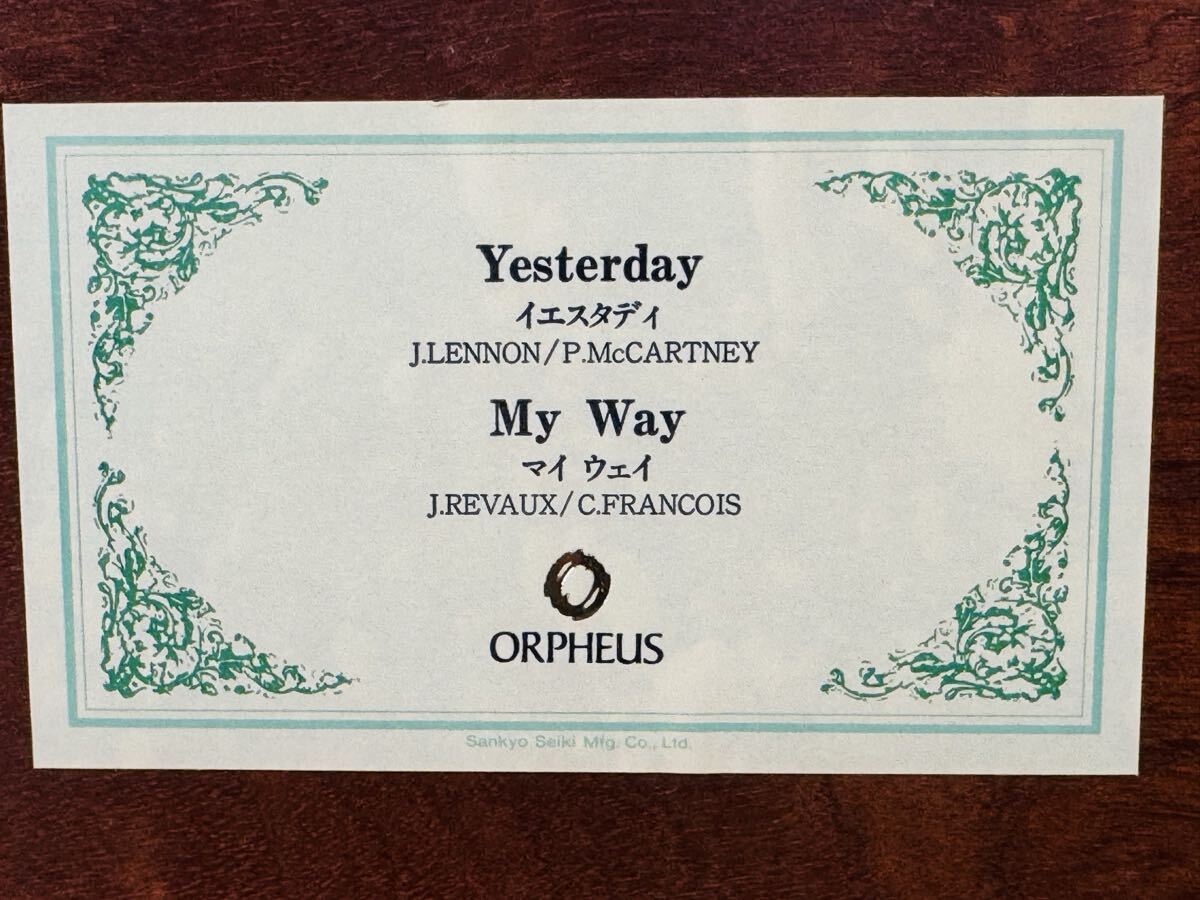 Yesterday
イエスタディ
J.LENNON/P.McCARTNEY
My Way
マイ ウェイ
J.REVAUX/C.FRANCOIS
ORPHEUS
Sankyo Seiki Mfg. Co., Ltd.